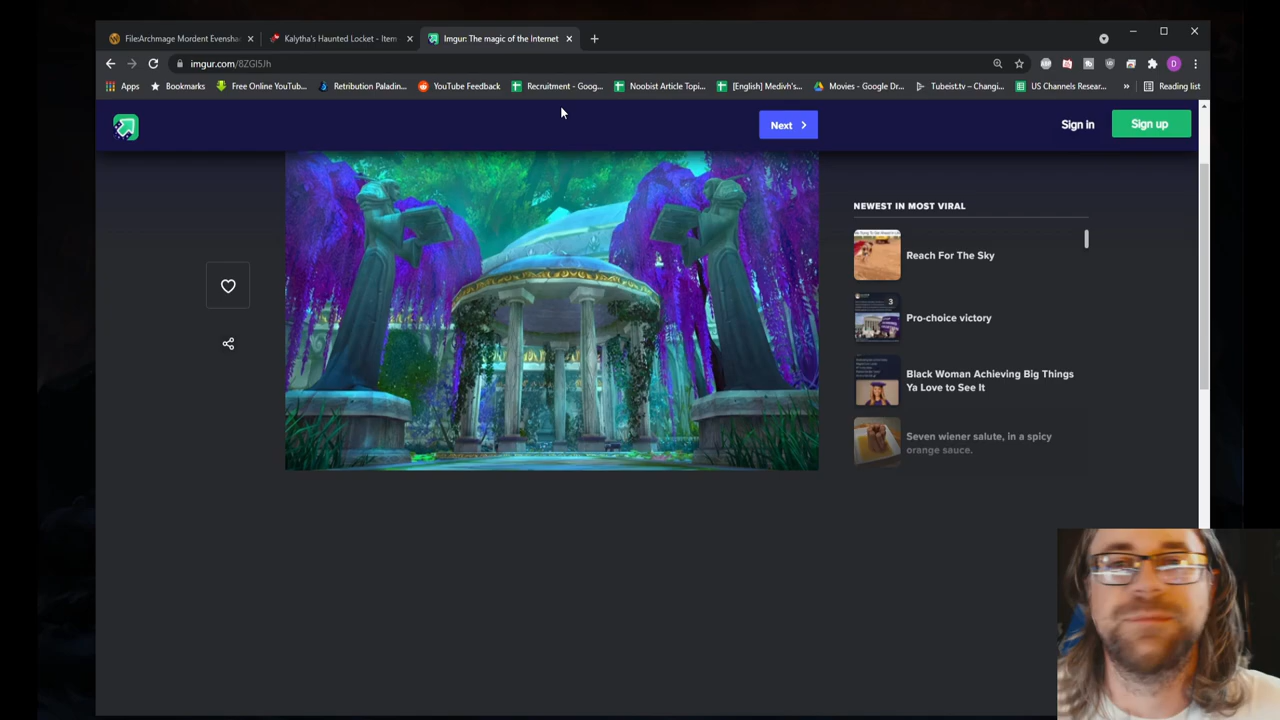 File:Archmage Mordent Evensha
Kalytha's Haunted Locket - Item
Imgur: The magic of the Internet
imgur.com/8ZGI5Jh
D
Apps
Bookmarks
Free Online YouTub...
Retribution Paladin...
YouTube Feedback
Recruitment - Goog...
Noobist Article Topi...
[English] Medivh's...
Movies - Google Dr...
Tubeist.tv – Changi...
US Channels Resear...
»
Reading list
Next
Sign in
Sign up
NEWEST IN MOST VIRAL
Reach For The Sky
3
Pro-choice victory
Black Woman Achieving Big Things
Ya Love to See It
Seven wiener salute, in a spicy
orange sauce.